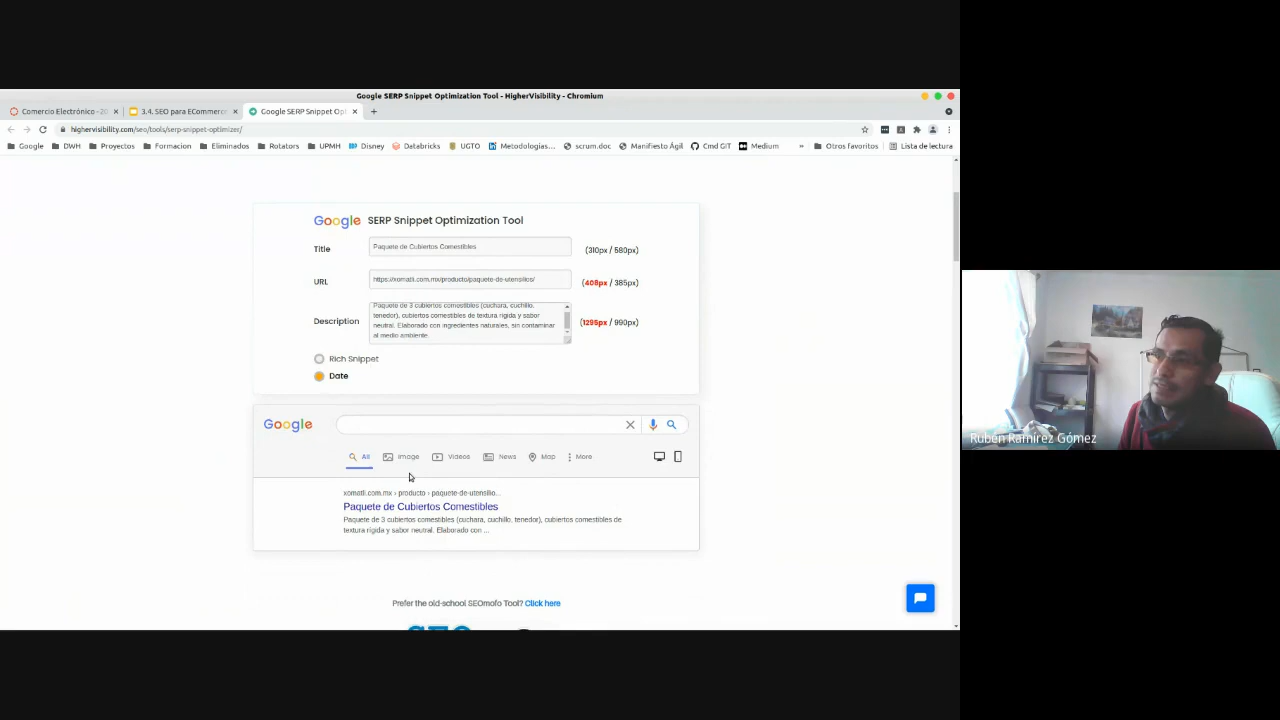 Google SERP Snippet Optimization Tool - HigherVisibility - Chromium
Comercio Electrónico - 20
3.4. SEO para ECommerc
Google SERP Snippet Opt
highervisibility.com/seo/tools/serp-snippet-optimizer/
Google DWH Proyectos Formacion Eliminados Rotators UPMH Disney Databricks UGTO Metodologías... scrum.doc Manifiesto Ágil Cmd GIT Medium » Otros favoritos Lista de lectura
Google SERP Snippet Optimization Tool
Title Paquete de Cubiertos Comestibles (310px / 580px)
URL https://xomatli.com.mx/producto/paquete-de-utensilios/ (408px / 385px)
Paquete de 3 cubiertos comestibles (cuchara, cuchillo,
tenedor), cubiertos comestibles de textura rígida y sabor
Description neutral. Elaborado con ingredientes naturales, sin contaminar (1295px / 990px)
al medio ambiente.
Rich Snippet
Date
Google
All Image Videos News Map More
xomatli.com.mx › producto › paquete-de-utensilio...
Paquete de Cubiertos Comestibles
Paquete de 3 cubiertos comestibles (cuchara, cuchillo, tenedor), cubiertos comestibles de
textura rígida y sabor neutral. Elaborado con ...
Prefer the old-school SEOmofo Tool? Click here
Rubén Ramírez Gómez